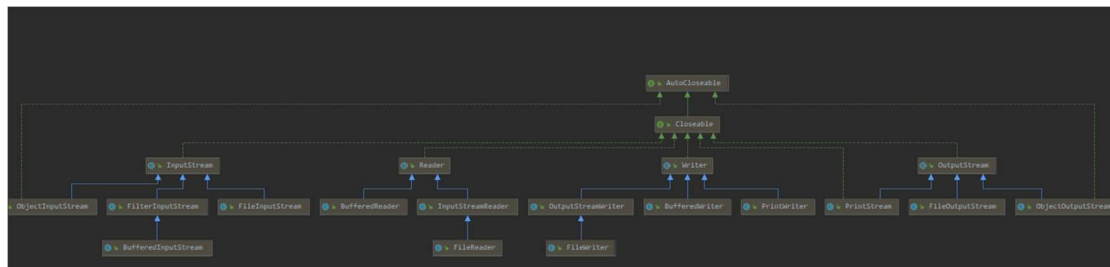 AutoCloseable
Closeable
InputStream Reader Writer OutputStream
ObjectInputStream FilterInputStream FileInputStream BufferedReader InputStreamReader OutputStreamWriter BufferedWriter PrintWriter PrintStream FileOutputStream ObjectOutputStream
BufferedInputStream FileReader FileWriter